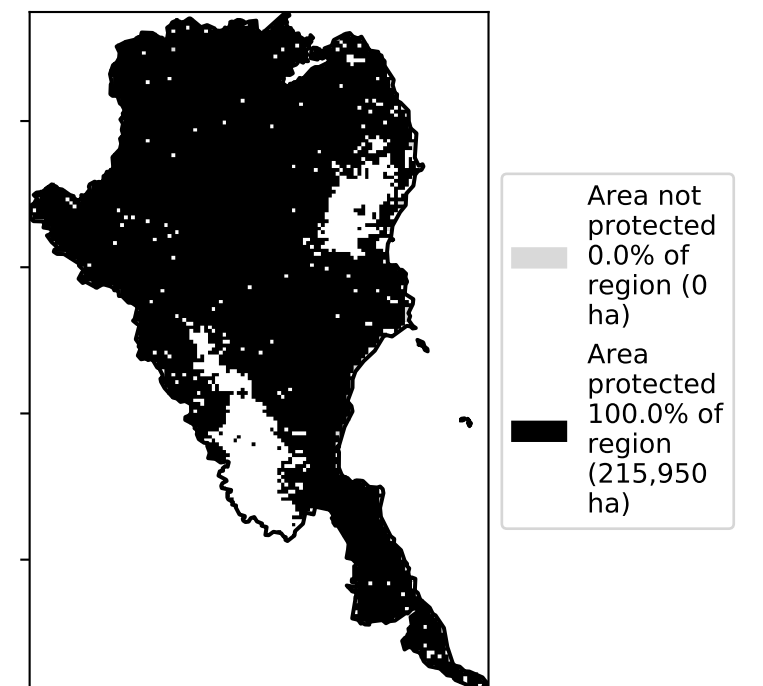 Area not
protected
0.0% of
region (0
ha)
Area
protected
100.0% of
region
(215,950
ha)